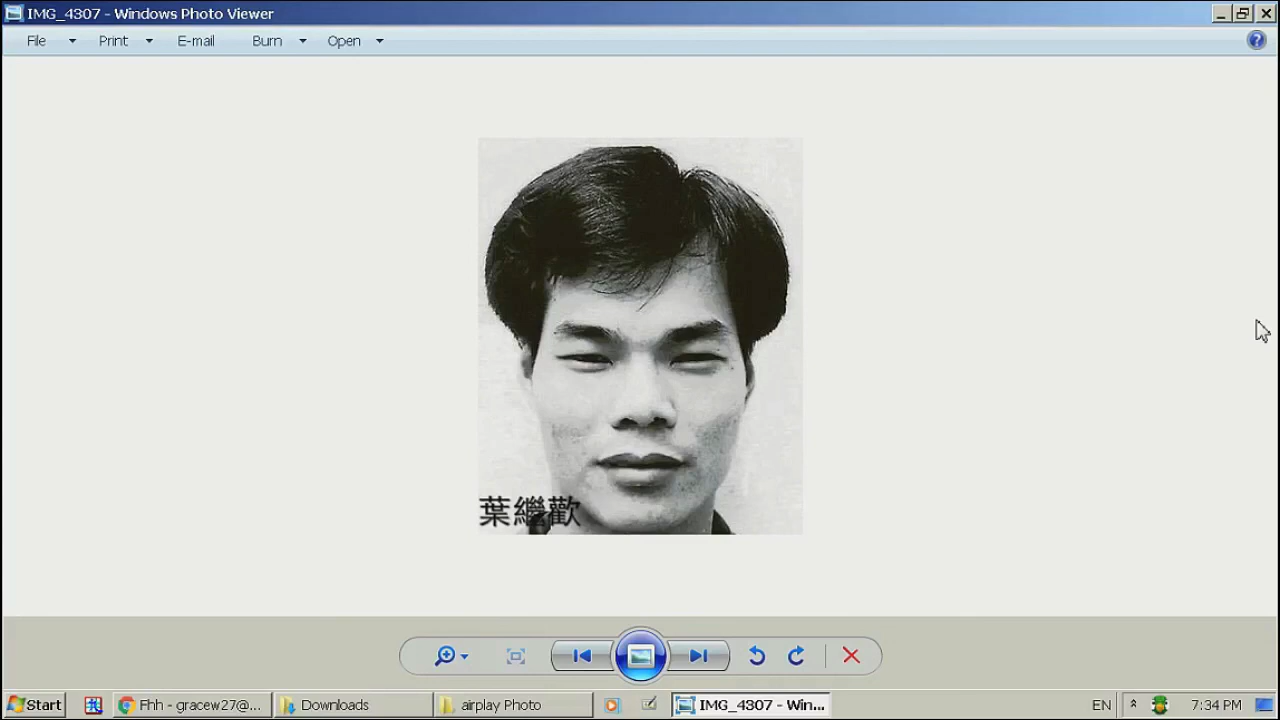 IMG_4307 - Windows Photo Viewer
File Print E-mail Burn Open
葉繼歡
Start Fhh - gracew27@... Downloads airplay Photo IMG_4307 - Win... EN 7:34 PM